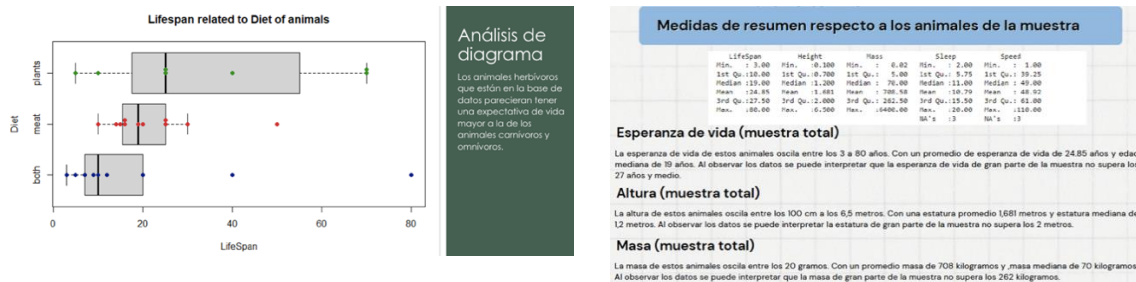 Lifespan related to Diet of animals
plants
meat
both
Diet
0 20 40 60 80
LifeSpan
Análisis de
diagrama
Los animales herbívoros
que están en la base de
datos parecieran tener
una expectativa de vida
mayor a la de los
animales carnívoros y
omnívoros.
Medidas de resumen respecto a los animales de la muestra
LifeSpan Height Mass Sleep Speed
Min. : 3.00 Min. :0.100 Min. : 0.02 Min. : 2.00 Min. : 1.00
1st Qu.:10.00 1st Qu.:0.700 1st Qu.: 5.00 1st Qu.: 5.75 1st Qu.: 39.25
Median :19.00 Median :1.200 Median : 70.00 Median :11.00 Median : 49.00
Mean :24.85 Mean :1.681 Mean : 708.58 Mean :10.79 Mean : 48.92
3rd Qu.:27.50 3rd Qu.:2.000 3rd Qu.: 262.50 3rd Qu.:15.50 3rd Qu.: 61.00
Max. :80.00 Max. :6.500 Max. :6400.00 Max. :20.00 Max. :110.00
NA's :3 NA's :3
Esperanza de vida (muestra total)
La esperanza de vida de estos animales oscila entre los 3 a 80 años. Con un promedio de esperanza de vida de 24,85 años y edad
mediana de 19 años. Al observar los datos se puede interpretar que la esperanza de vida de gran parte de la muestra no supera los
27 años y medio.
Altura (muestra total)
La altura de estos animales oscila entre los 100 cm a los 6,5 metros. Con una estatura promedio 1,681 metros y estatura mediana de
1,2 metros. Al observar los datos se puede interpretar la estatura de gran parte de la muestra no supera los 2 metros.
Masa (muestra total)
La masa de estos animales oscila entre los 20 gramos. Con un promedio masa de 708 kilogramos y ,masa mediana de 70 kilogramos
Al observar los datos se puede interpretar que la masa de gran parte de la muestra no supera los 262 kilogramos.